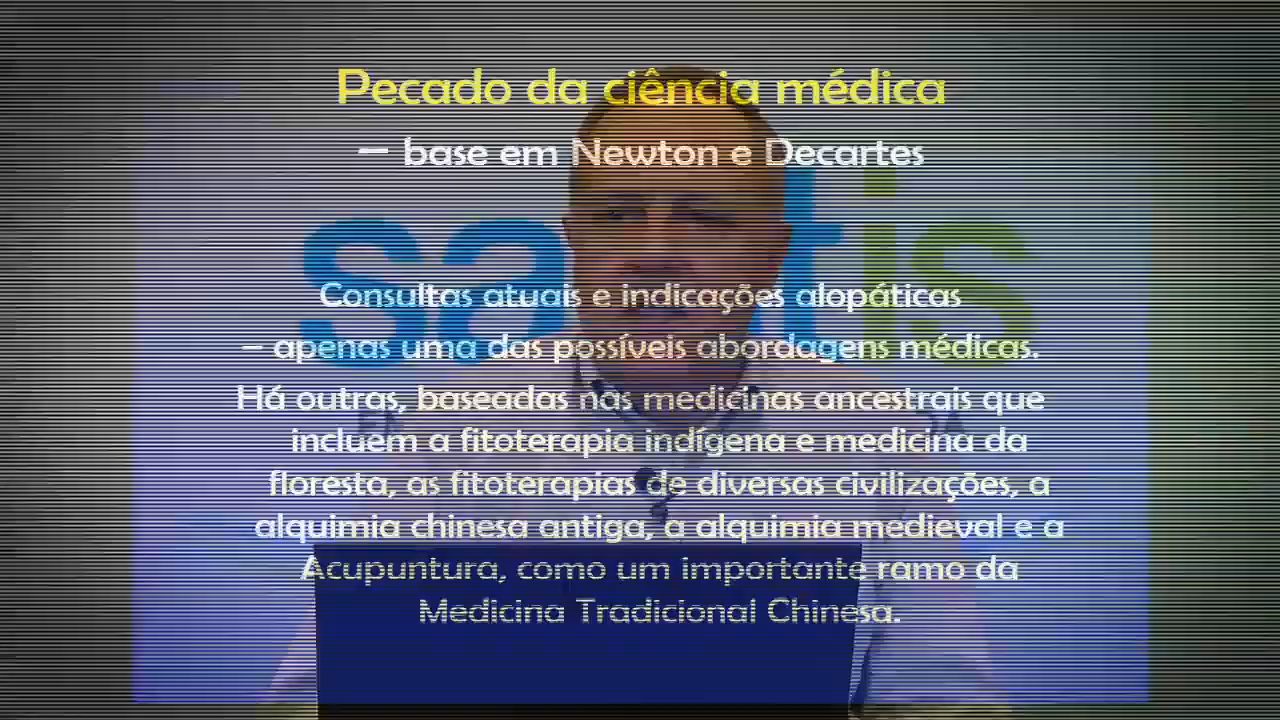 Pecado da ciência médica
— base em Newton e Decartes
sa tis
Consultas atuais e indicações alopáticas
– apenas uma das possíveis abordagens médicas.
Há outras, baseadas nas medicinas ancestrais que
incluem a fitoterapia indígena e medicina da
floresta, as fitoterapias de diversas civilizações, a
alquimia chinesa antiga, a alquimia medieval e a
Acupuntura, como um importante ramo da
Medicina Tradicional Chinesa.